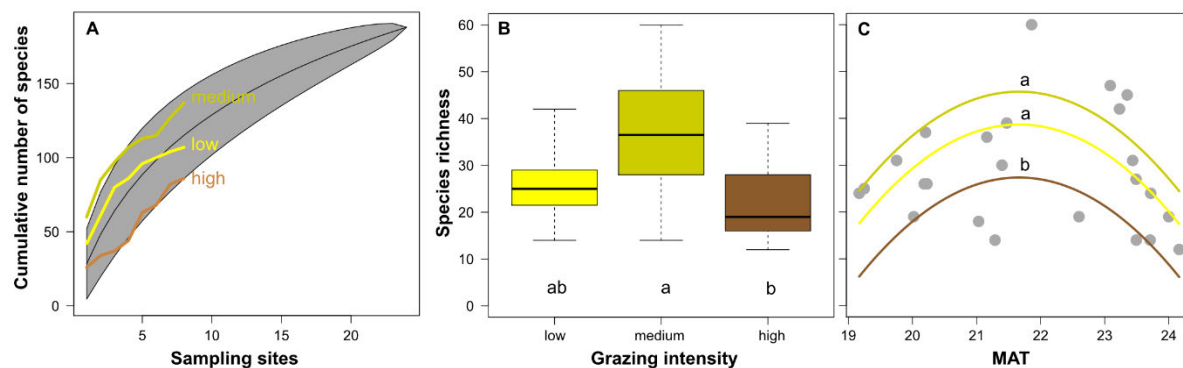 A
Cumulative number of species
150
100
50
0
medium
low
high
5
10
15
20
Sampling sites
B
Species richness
60
50
40
30
20
10
0
ab
a
b
low
medium
high
Grazing intensity
C
a
a
b
19
20
21
22
23
24
MAT